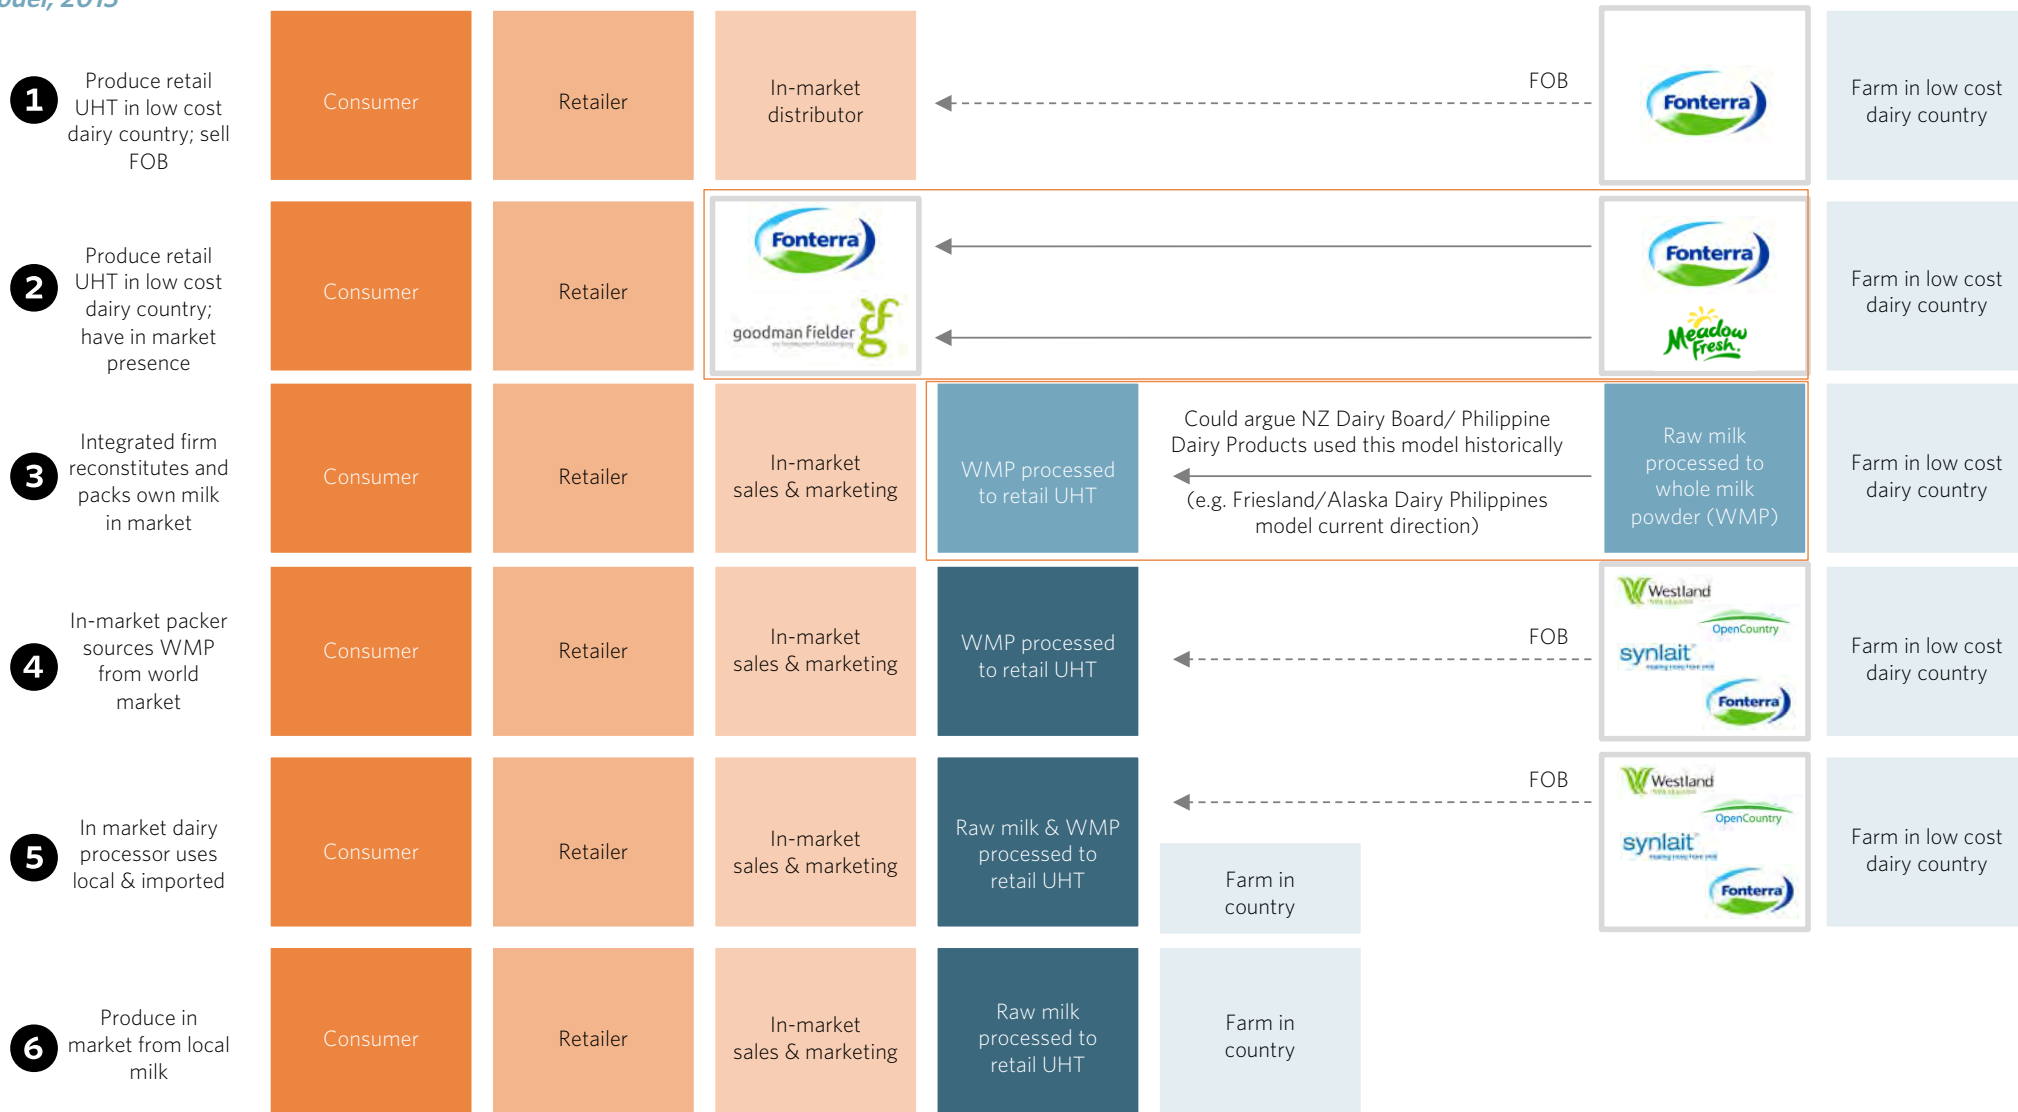 1
Produce retail
UHT in low cost
dairy country; sell
FOB
Consumer
Retailer
In-market
distributor
FOB
Fonterra
Farm in low cost
dairy country
2
Produce retail
UHT in low cost
dairy country;
have in market
presence
Consumer
Retailer
Fonterra
goodman fielder
gf
Fonterra
Meadow
Fresh.
Farm in low cost
dairy country
3
Integrated firm
reconstitutes and
packs own milk
in market
Consumer
Retailer
In-market
sales & marketing
WMP processed
to retail UHT
Could argue NZ Dairy Board/ Philippine
Dairy Products used this model historically
(e.g. Friesland/Alaska Dairy Philippines
model current direction)
Raw milk
processed to
whole milk
powder (WMP)
Farm in low cost
dairy country
4
In-market packer
sources WMP
from world
market
Consumer
Retailer
In-market
sales & marketing
WMP processed
to retail UHT
FOB
Westland
OpenCountry
synlait
Fonterra
Farm in low cost
dairy country
5
In market dairy
processor uses
local & imported
Consumer
Retailer
In-market
sales & marketing
Raw milk & WMP
processed to
retail UHT
Farm in
country
FOB
Westland
OpenCountry
synlait
Fonterra
Farm in low cost
dairy country
6
Produce in
market from local
milk
Consumer
Retailer
In-market
sales & marketing
Raw milk
processed to
retail UHT
Farm in
country